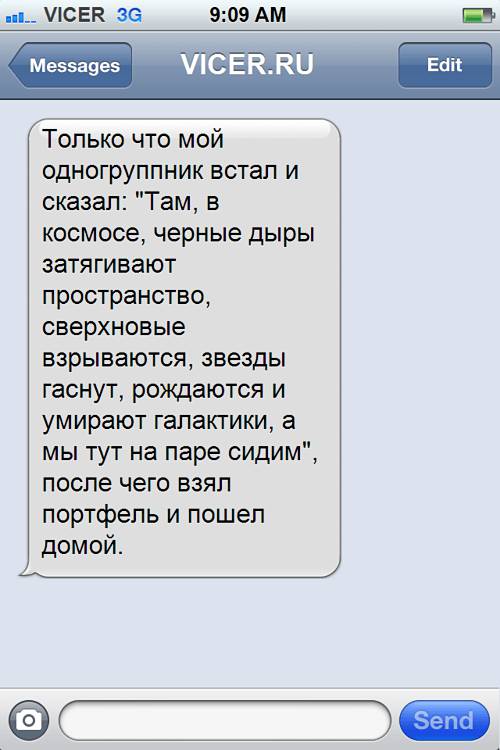 VICER 3G 9:09 AM
Messages VICER.RU Edit
Только что мой
одногруппник встал и
сказал: "Там, в
космосе, черные дыры
затягивают
пространство,
сверхновые
взрываются, звезды
гаснут, рождаются и
умирают галактики, а
мы тут на паре сидим",
после чего взял
портфель и пошел
домой.
Send